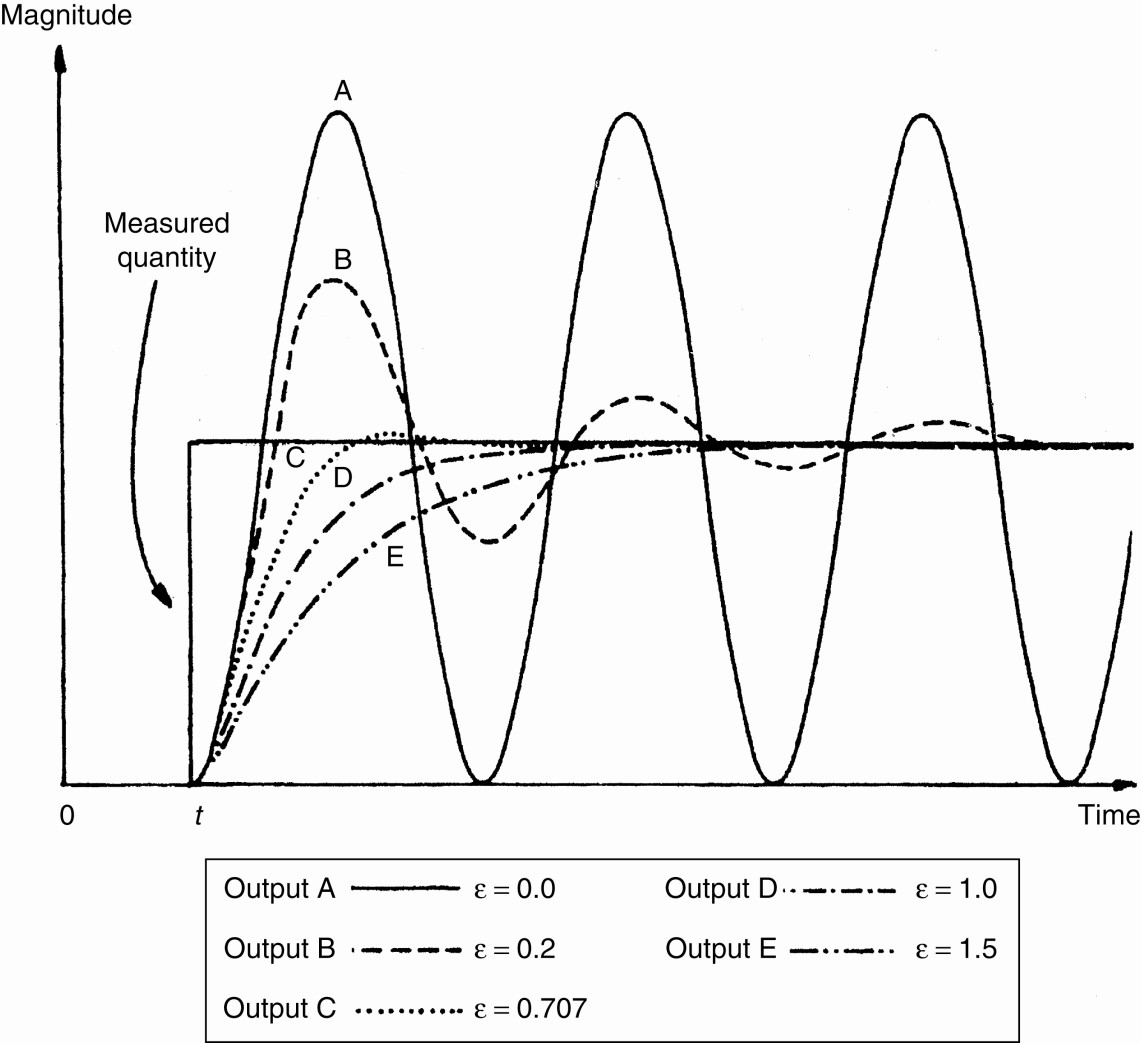 Magnitude
A
Measured
quantity
B
C
D
E
0
t
Time
Output A ε = 0.0
Output D ε = 1.0
Output B ε = 0.2
Output E ε = 1.5
Output C ε = 0.707